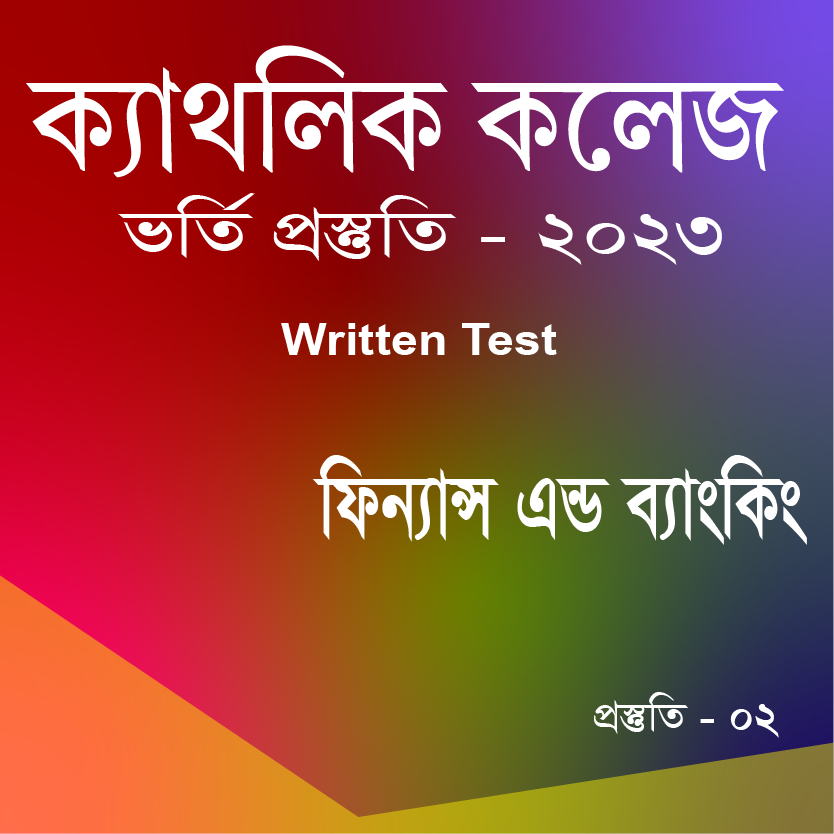 ক্যাথলিক কলেজ
ভর্তি প্রস্তুতি - ২০২৩
Written Test
ফিন্যান্স এন্ড ব্যাংকিং
প্রস্তুতি - ০২